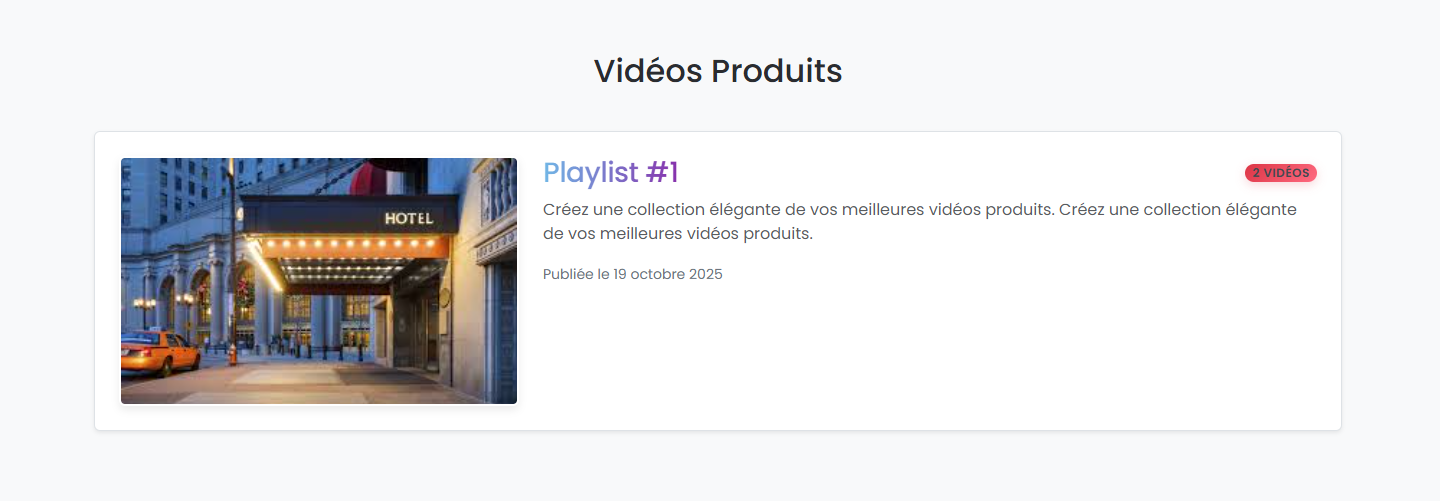 Vidéos Produits
HOTEL
Playlist #1
2 VIDÉOS
Créez une collection élégante de vos meilleures vidéos produits. Créez une collection élégante
de vos meilleures vidéos produits.
Publiée le 19 octobre 2025